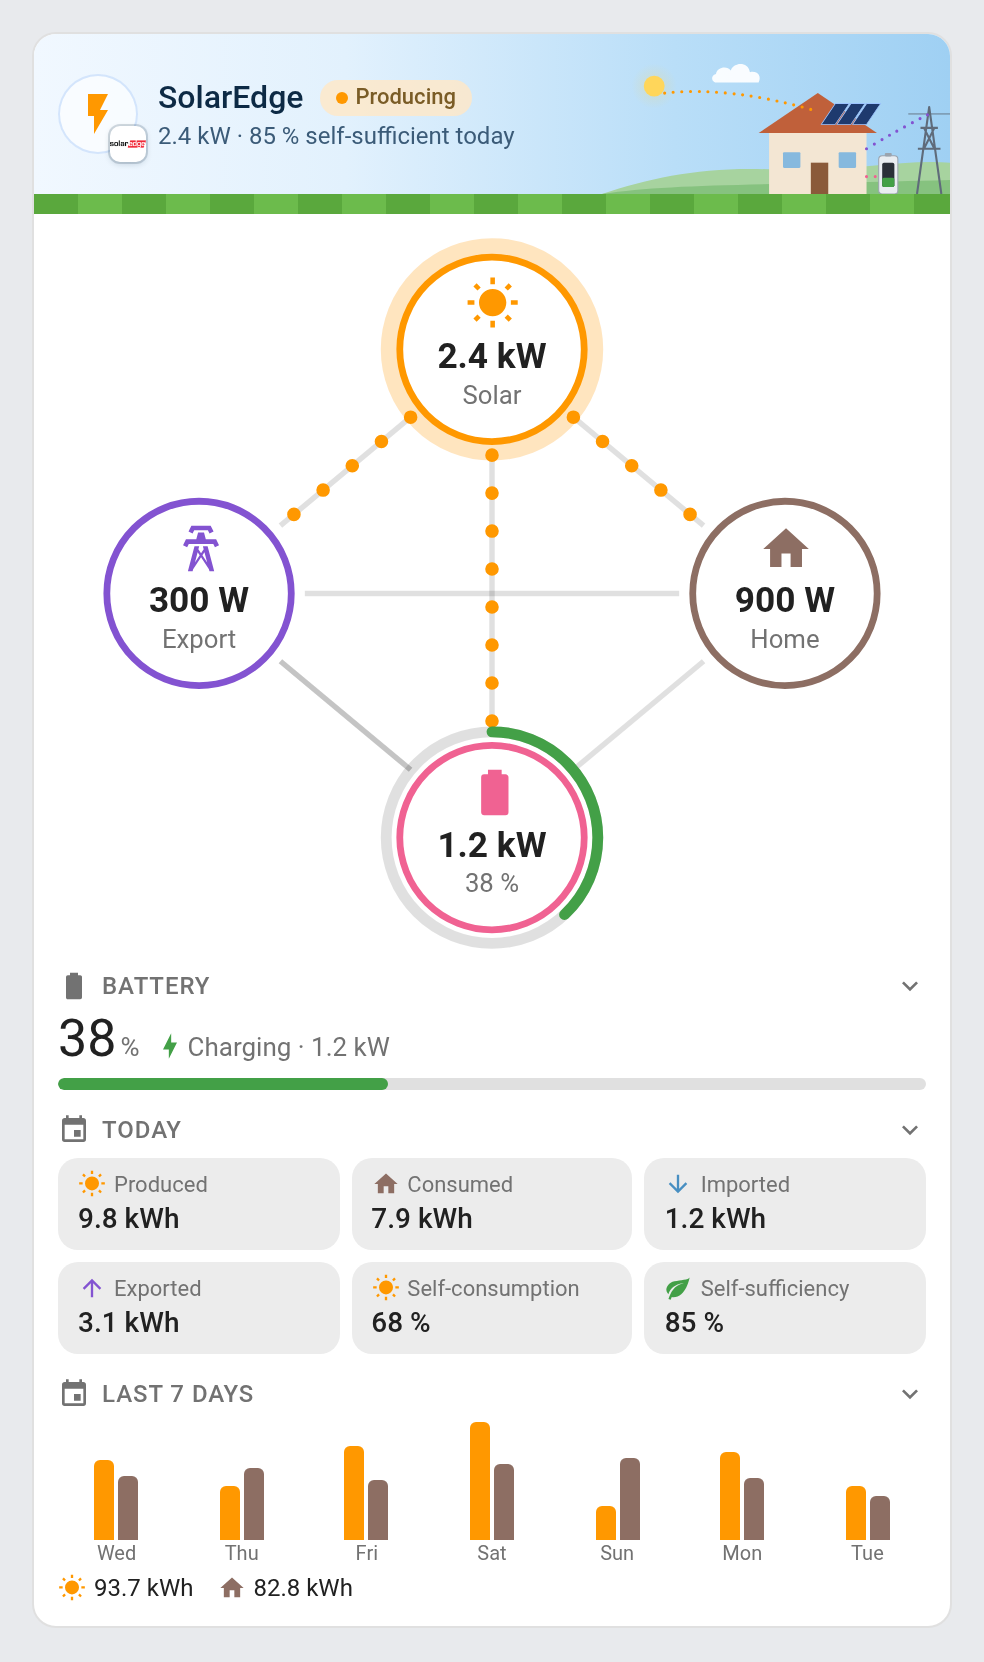 SolarEdge
Producing
solaredge
2.4 kW · 85 % self-sufficient today
2.4 kW
Solar
300 W
Export
900 W
Home
1.2 kW
38 %
BATTERY
38 %
Charging · 1.2 kW
TODAY
Produced
9.8 kWh
Consumed
7.9 kWh
Imported
1.2 kWh
Exported
3.1 kWh
Self-consumption
68 %
Self-sufficiency
85 %
LAST 7 DAYS
Wed Thu Fri Sat Sun Mon Tue
93.7 kWh 82.8 kWh